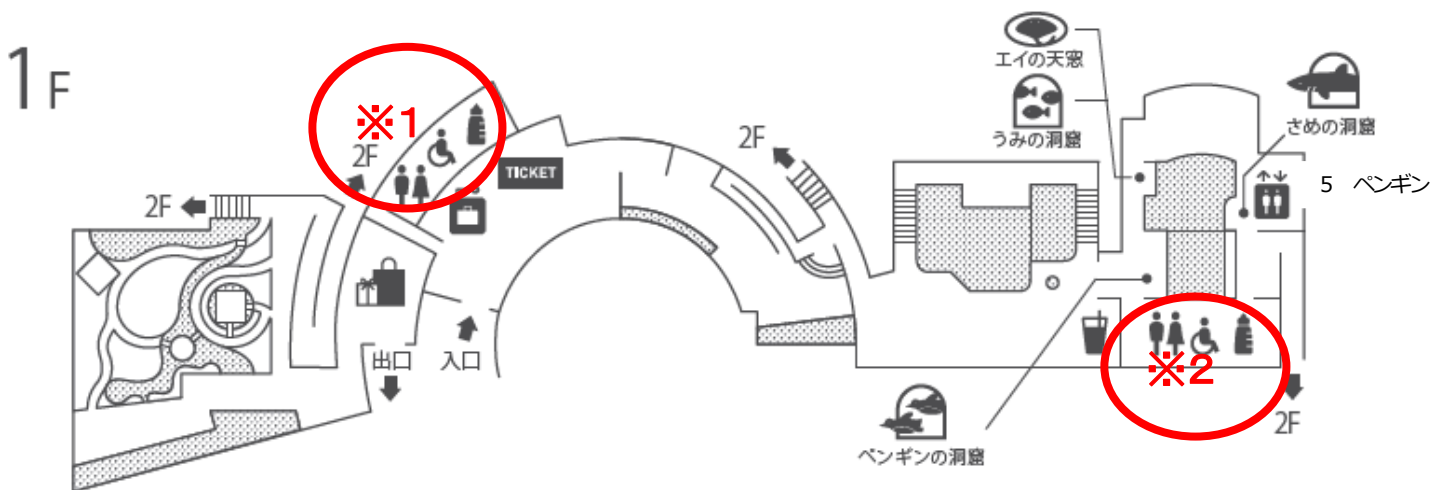 1F
※1
2F
TICKET
2F
2F
出口
入口
エイの天窓
うみの洞窟
さめの洞窟
5 ペンギン
※2
2F
ペンギンの洞窟